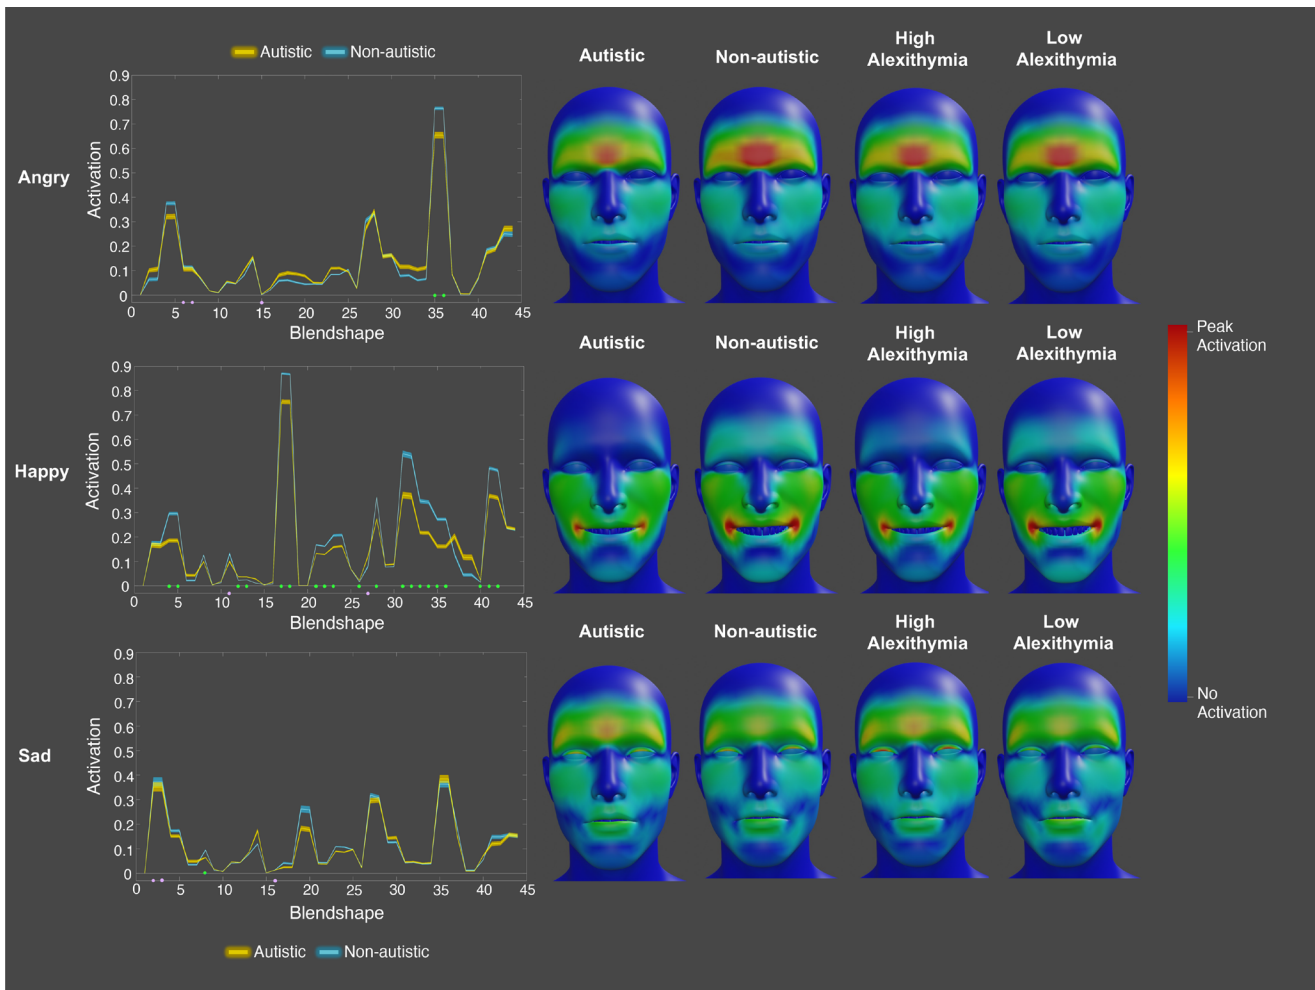 Autistic Non-autistic
Autistic
Non-autistic
High
Alexithymia
Low
Alexithymia
Angry
Activation
0.9
0.8
0.7
0.6
0.5
0.4
0.3
0.2
0.1
0
0 5 10 15 20 25 30 35 40 45
Blendshape
Autistic
Non-autistic
High
Alexithymia
Low
Alexithymia
Happy
Activation
0.9
0.8
0.7
0.6
0.5
0.4
0.3
0.2
0.1
0
0 5 10 15 20 25 30 35 40 45
Blendshape
Peak
Activation
No
Activation
Autistic
Non-autistic
High
Alexithymia
Low
Alexithymia
Sad
Activation
0.9
0.8
0.7
0.6
0.5
0.4
0.3
0.2
0.1
0
0 5 10 15 20 25 30 35 40 45
Blendshape
Autistic Non-autistic